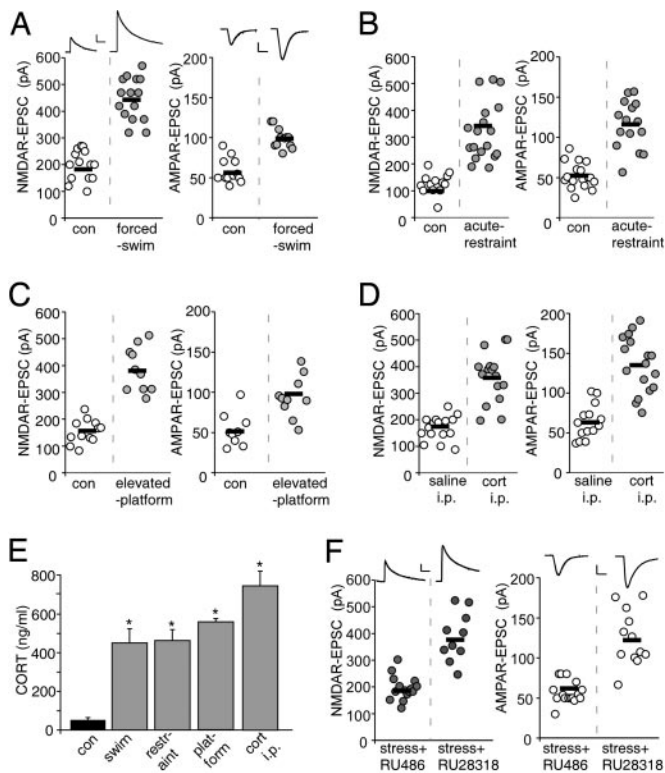 A
NMDAR-EPSC (pA)
600
500
400
300
200
100
0
con
forced
-swim
AMPAR-EPSC (pA)
200
150
100
50
0
con
forced
-swim
B
NMDAR-EPSC (pA)
600
500
400
300
200
100
0
con
acute-
restraint
AMPAR-EPSC (pA)
200
150
100
50
0
con
acute-
restraint
C
NMDAR-EPSC (pA)
600
500
400
300
200
100
0
con
elevated
-platform
AMPAR-EPSC (pA)
200
150
100
50
0
con
elevated
-platform
D
NMDAR-EPSC (pA)
600
500
400
300
200
100
0
saline
i.p.
cort
i.p.
AMPAR-EPSC (pA)
200
150
100
50
0
saline
i.p.
cort
i.p.
E
CORT (ng/ml)
800
600
400
200
0
*
*
*
*
con
swim
restr-
aint
plat-
form
cort
i.p.
F
NMDAR-EPSC (pA)
600
500
400
300
200
100
0
stress+
RU486
stress+
RU28318
AMPAR-EPSC (pA)
200
150
100
50
0
stress+
RU486
stress+
RU28318